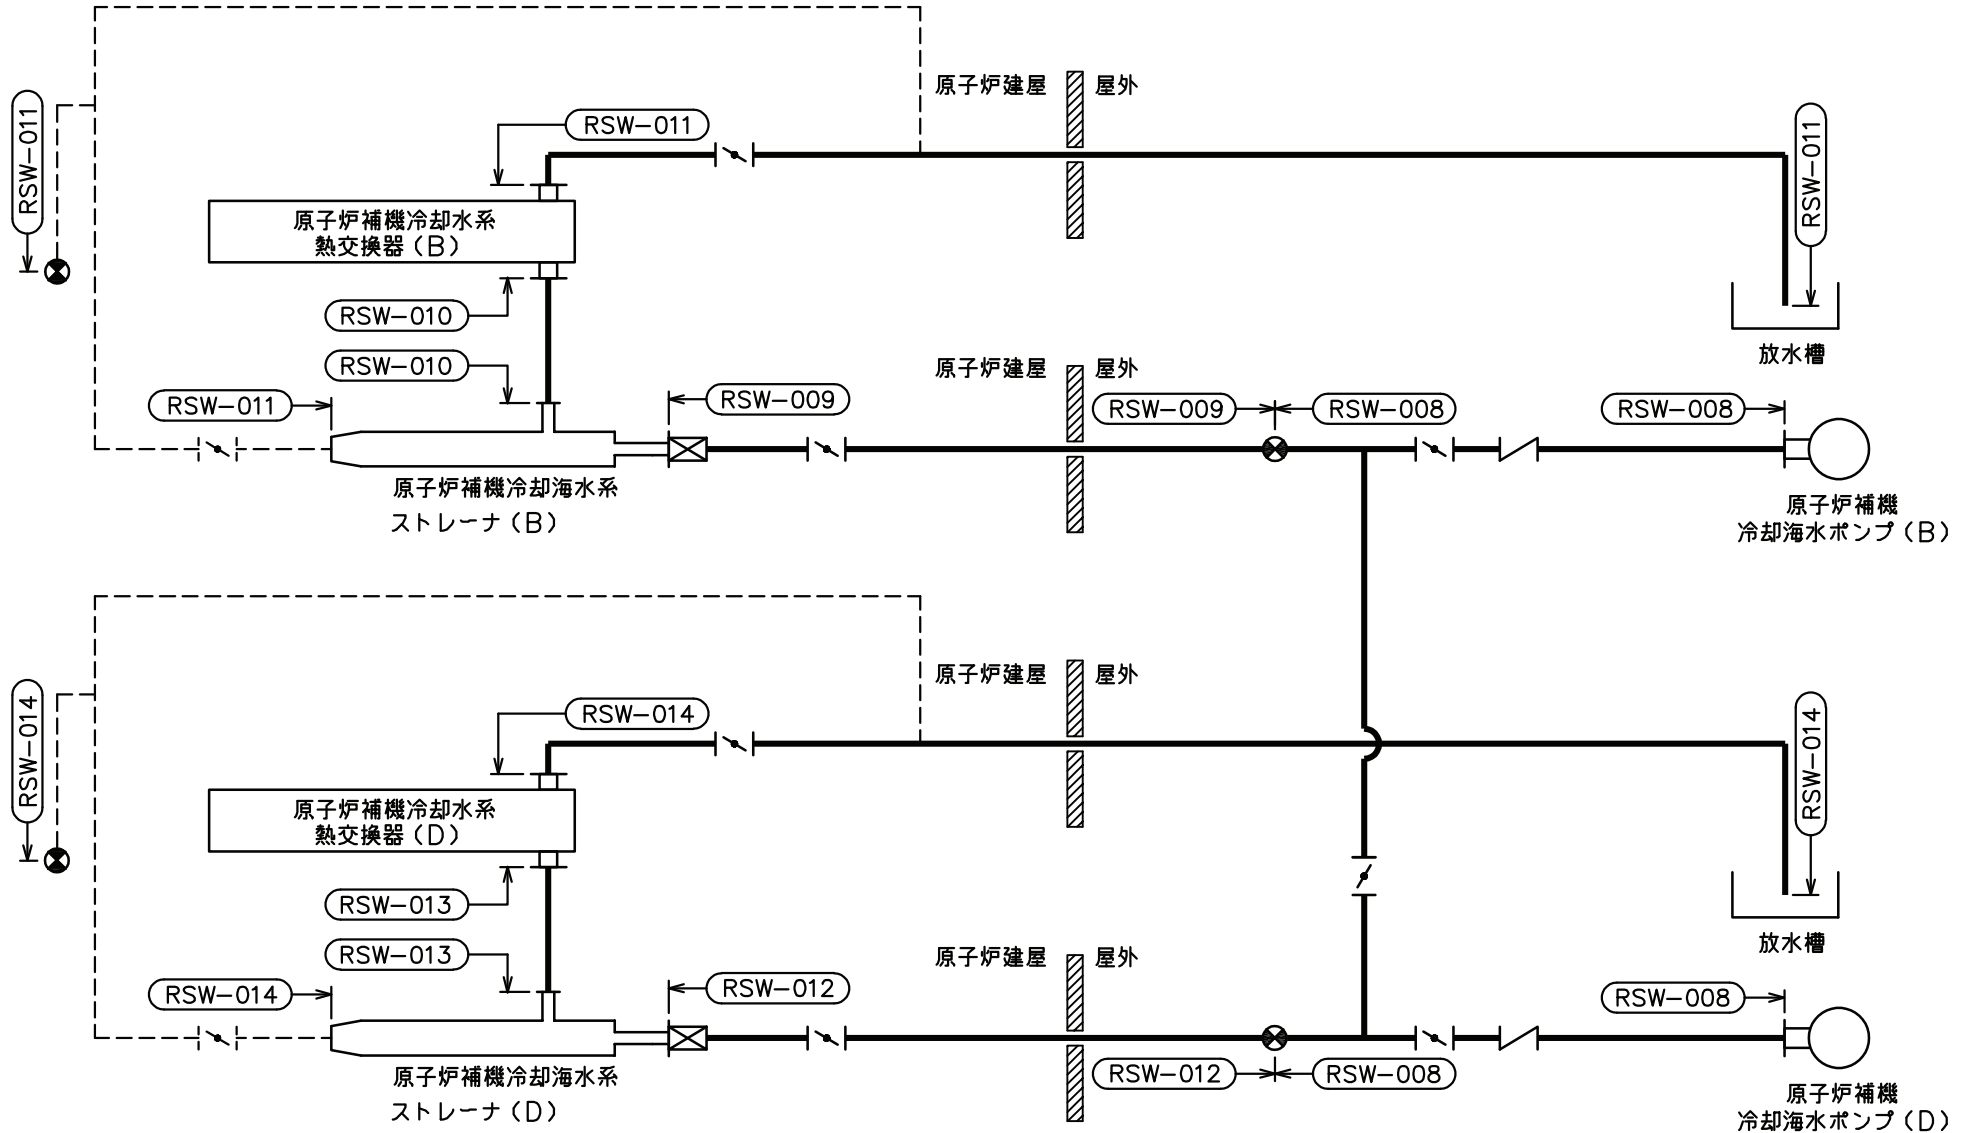 原子炉建屋
屋外
RSW-011
RSW-011
RSW-011
原子炉補機冷却水系
熱交換器(B)
RSW-010
放水槽
RSW-010
原子炉建屋
屋外
RSW-011
RSW-009
RSW-009
RSW-008
RSW-008
原子炉補機冷却海水系
ストレーナ(B)
原子炉補機
冷却海水ポンプ(B)
原子炉建屋
屋外
RSW-014
RSW-014
RSW-014
原子炉補機冷却水系
熱交換器(D)
RSW-013
放水槽
RSW-013
原子炉建屋
屋外
RSW-014
RSW-012
RSW-008
RSW-012
RSW-008
原子炉補機冷却海水系
ストレーナ(D)
原子炉補機
冷却海水ポンプ(D)